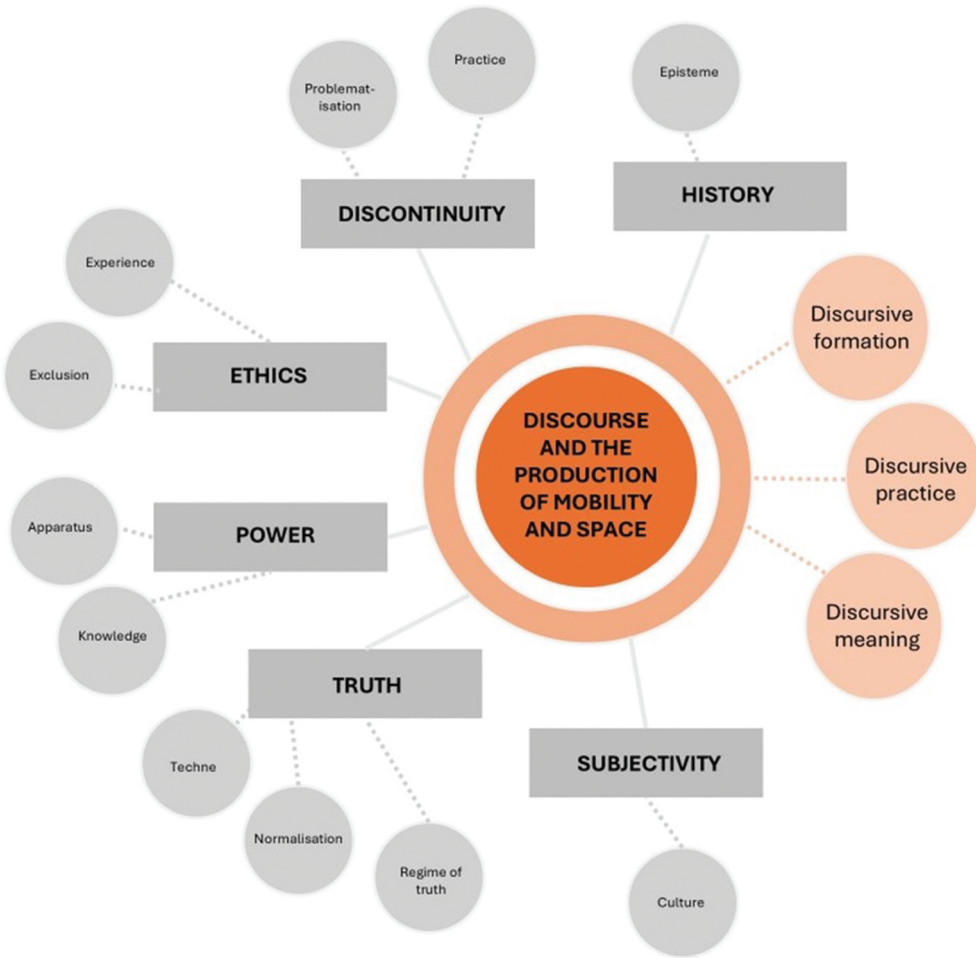 Problemat-
isation
Practice
Episteme
DISCONTINUITY
HISTORY
Experience
Exclusion
ETHICS
DISCOURSE
AND THE
PRODUCTION
OF MOBILITY
AND SPACE
Discursive
formation
Discursive
practice
Discursive
meaning
Apparatus
POWER
Knowledge
TRUTH
Techne
Normalisation
Regime of
truth
SUBJECTIVITY
Culture